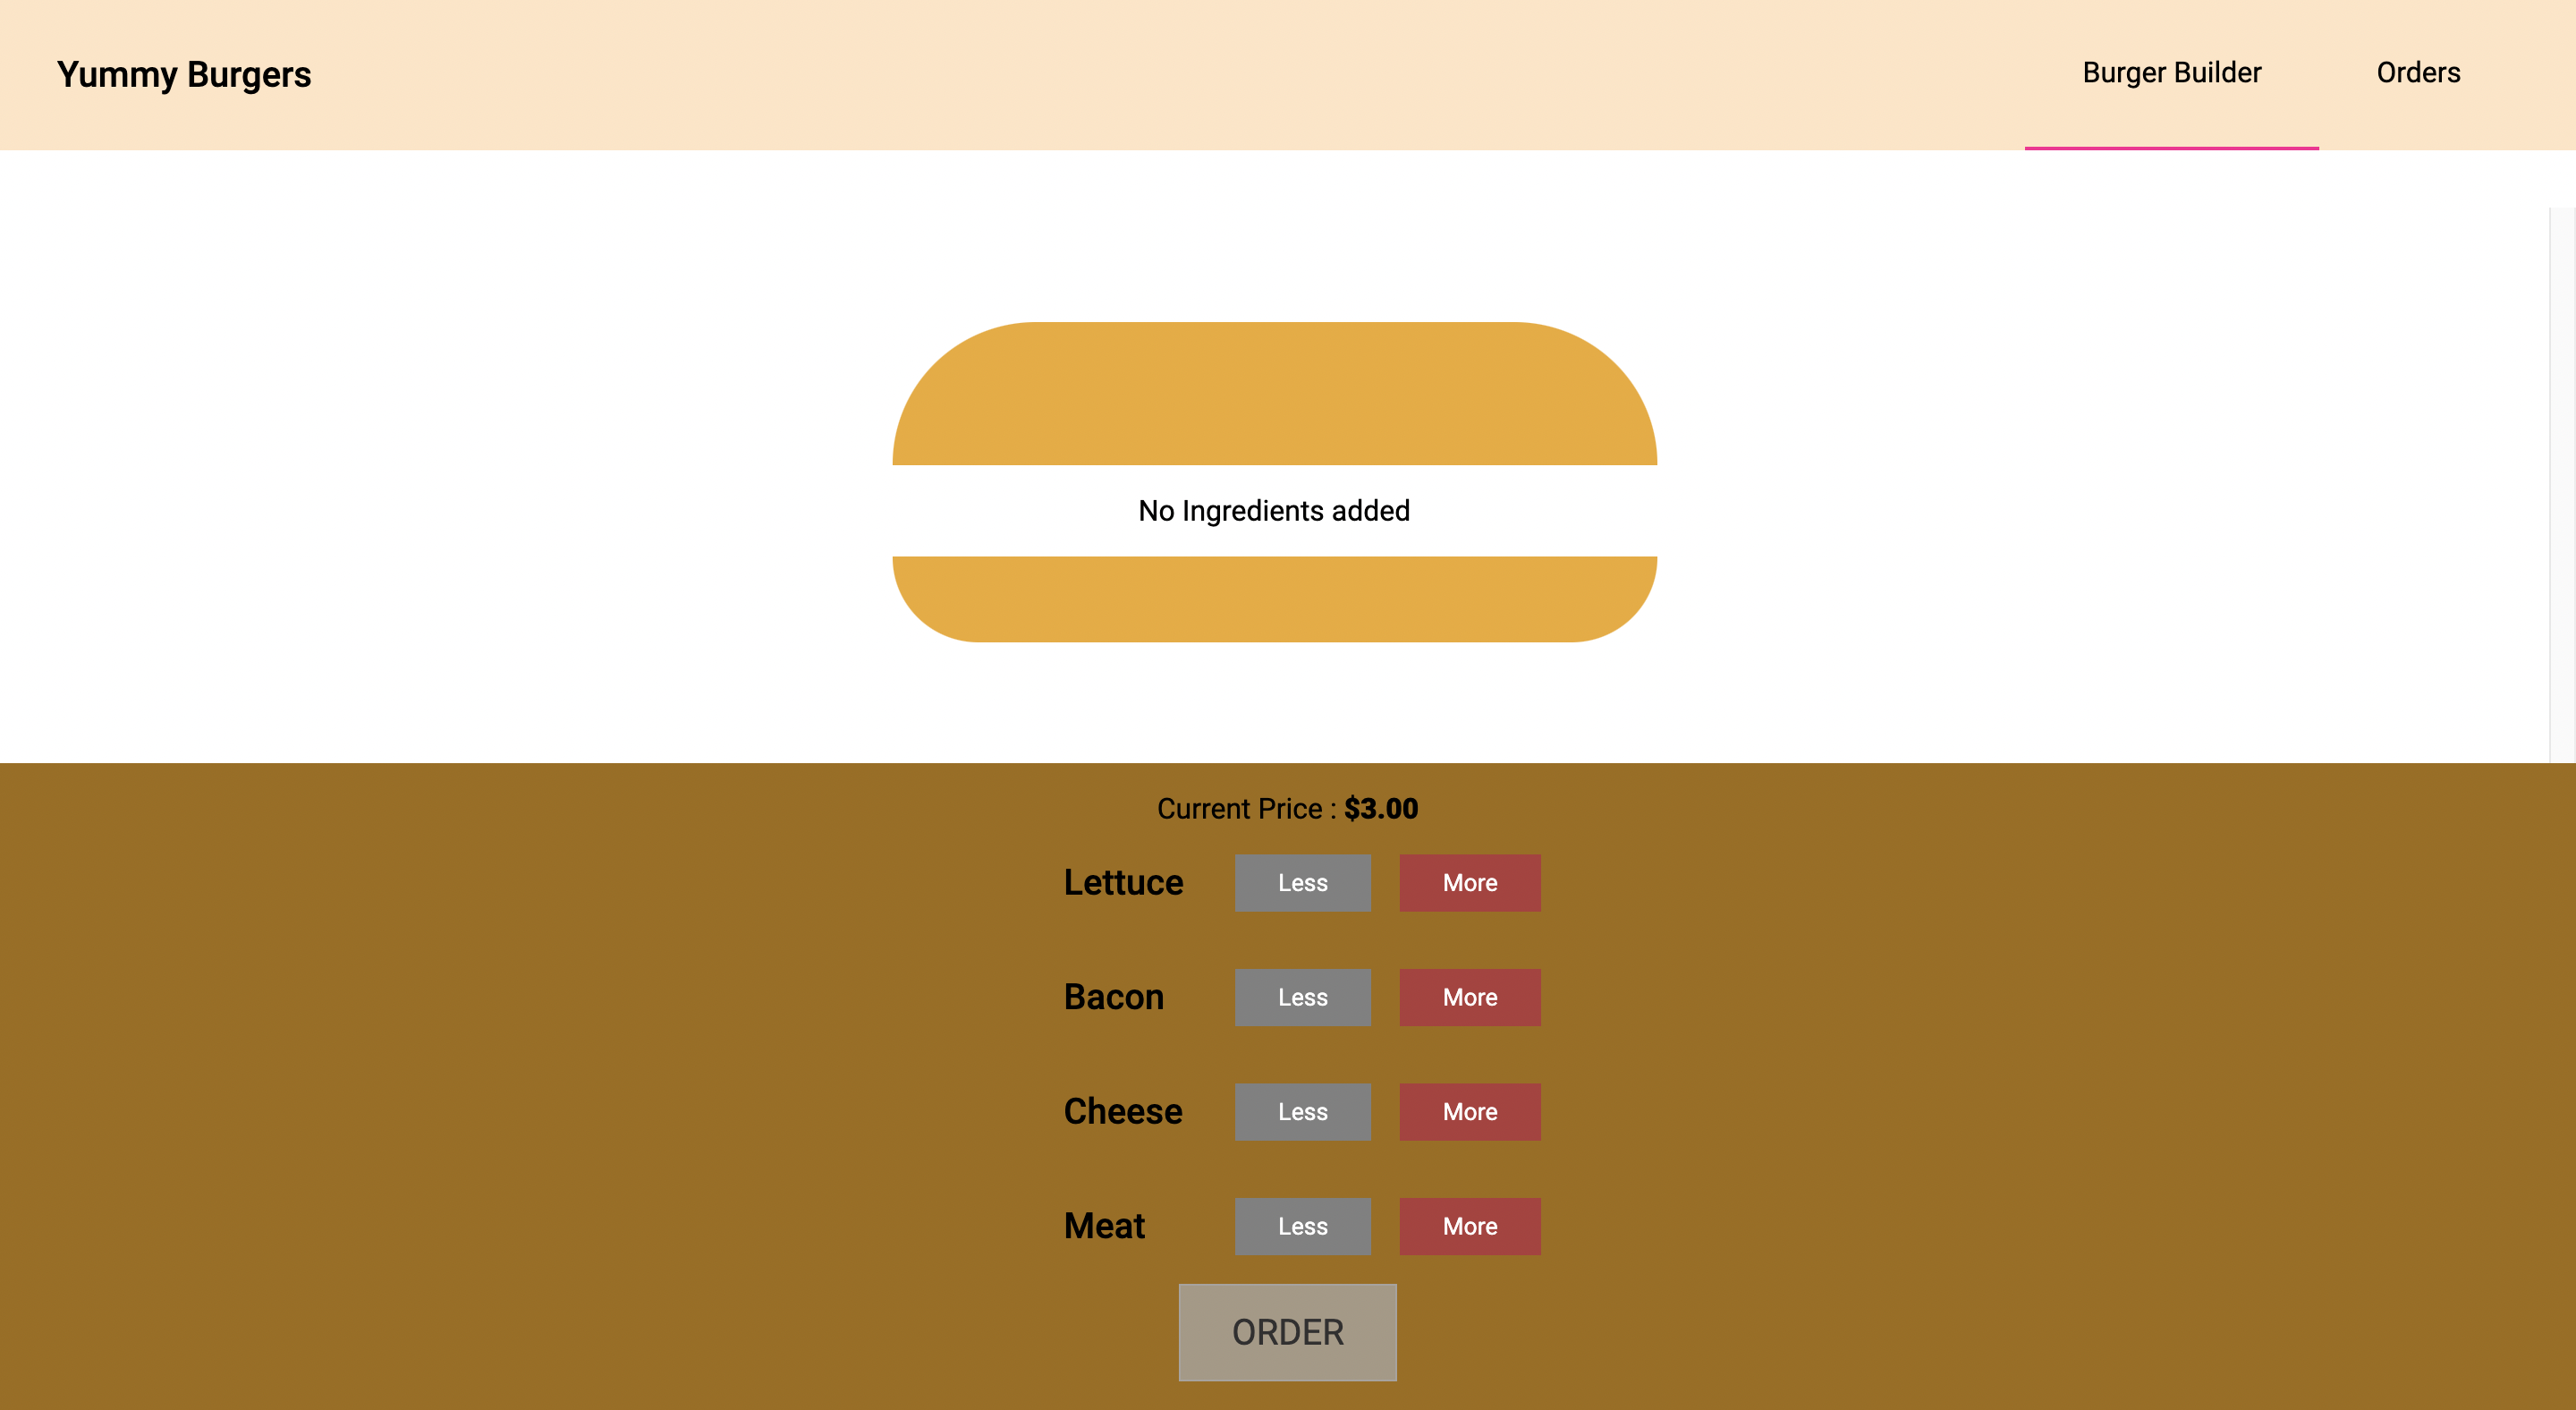 Yummy Burgers
Burger Builder
Orders
No Ingredients added
Current Price : $3.00
Lettuce Less More
Bacon Less More
Cheese Less More
Meat Less More
ORDER